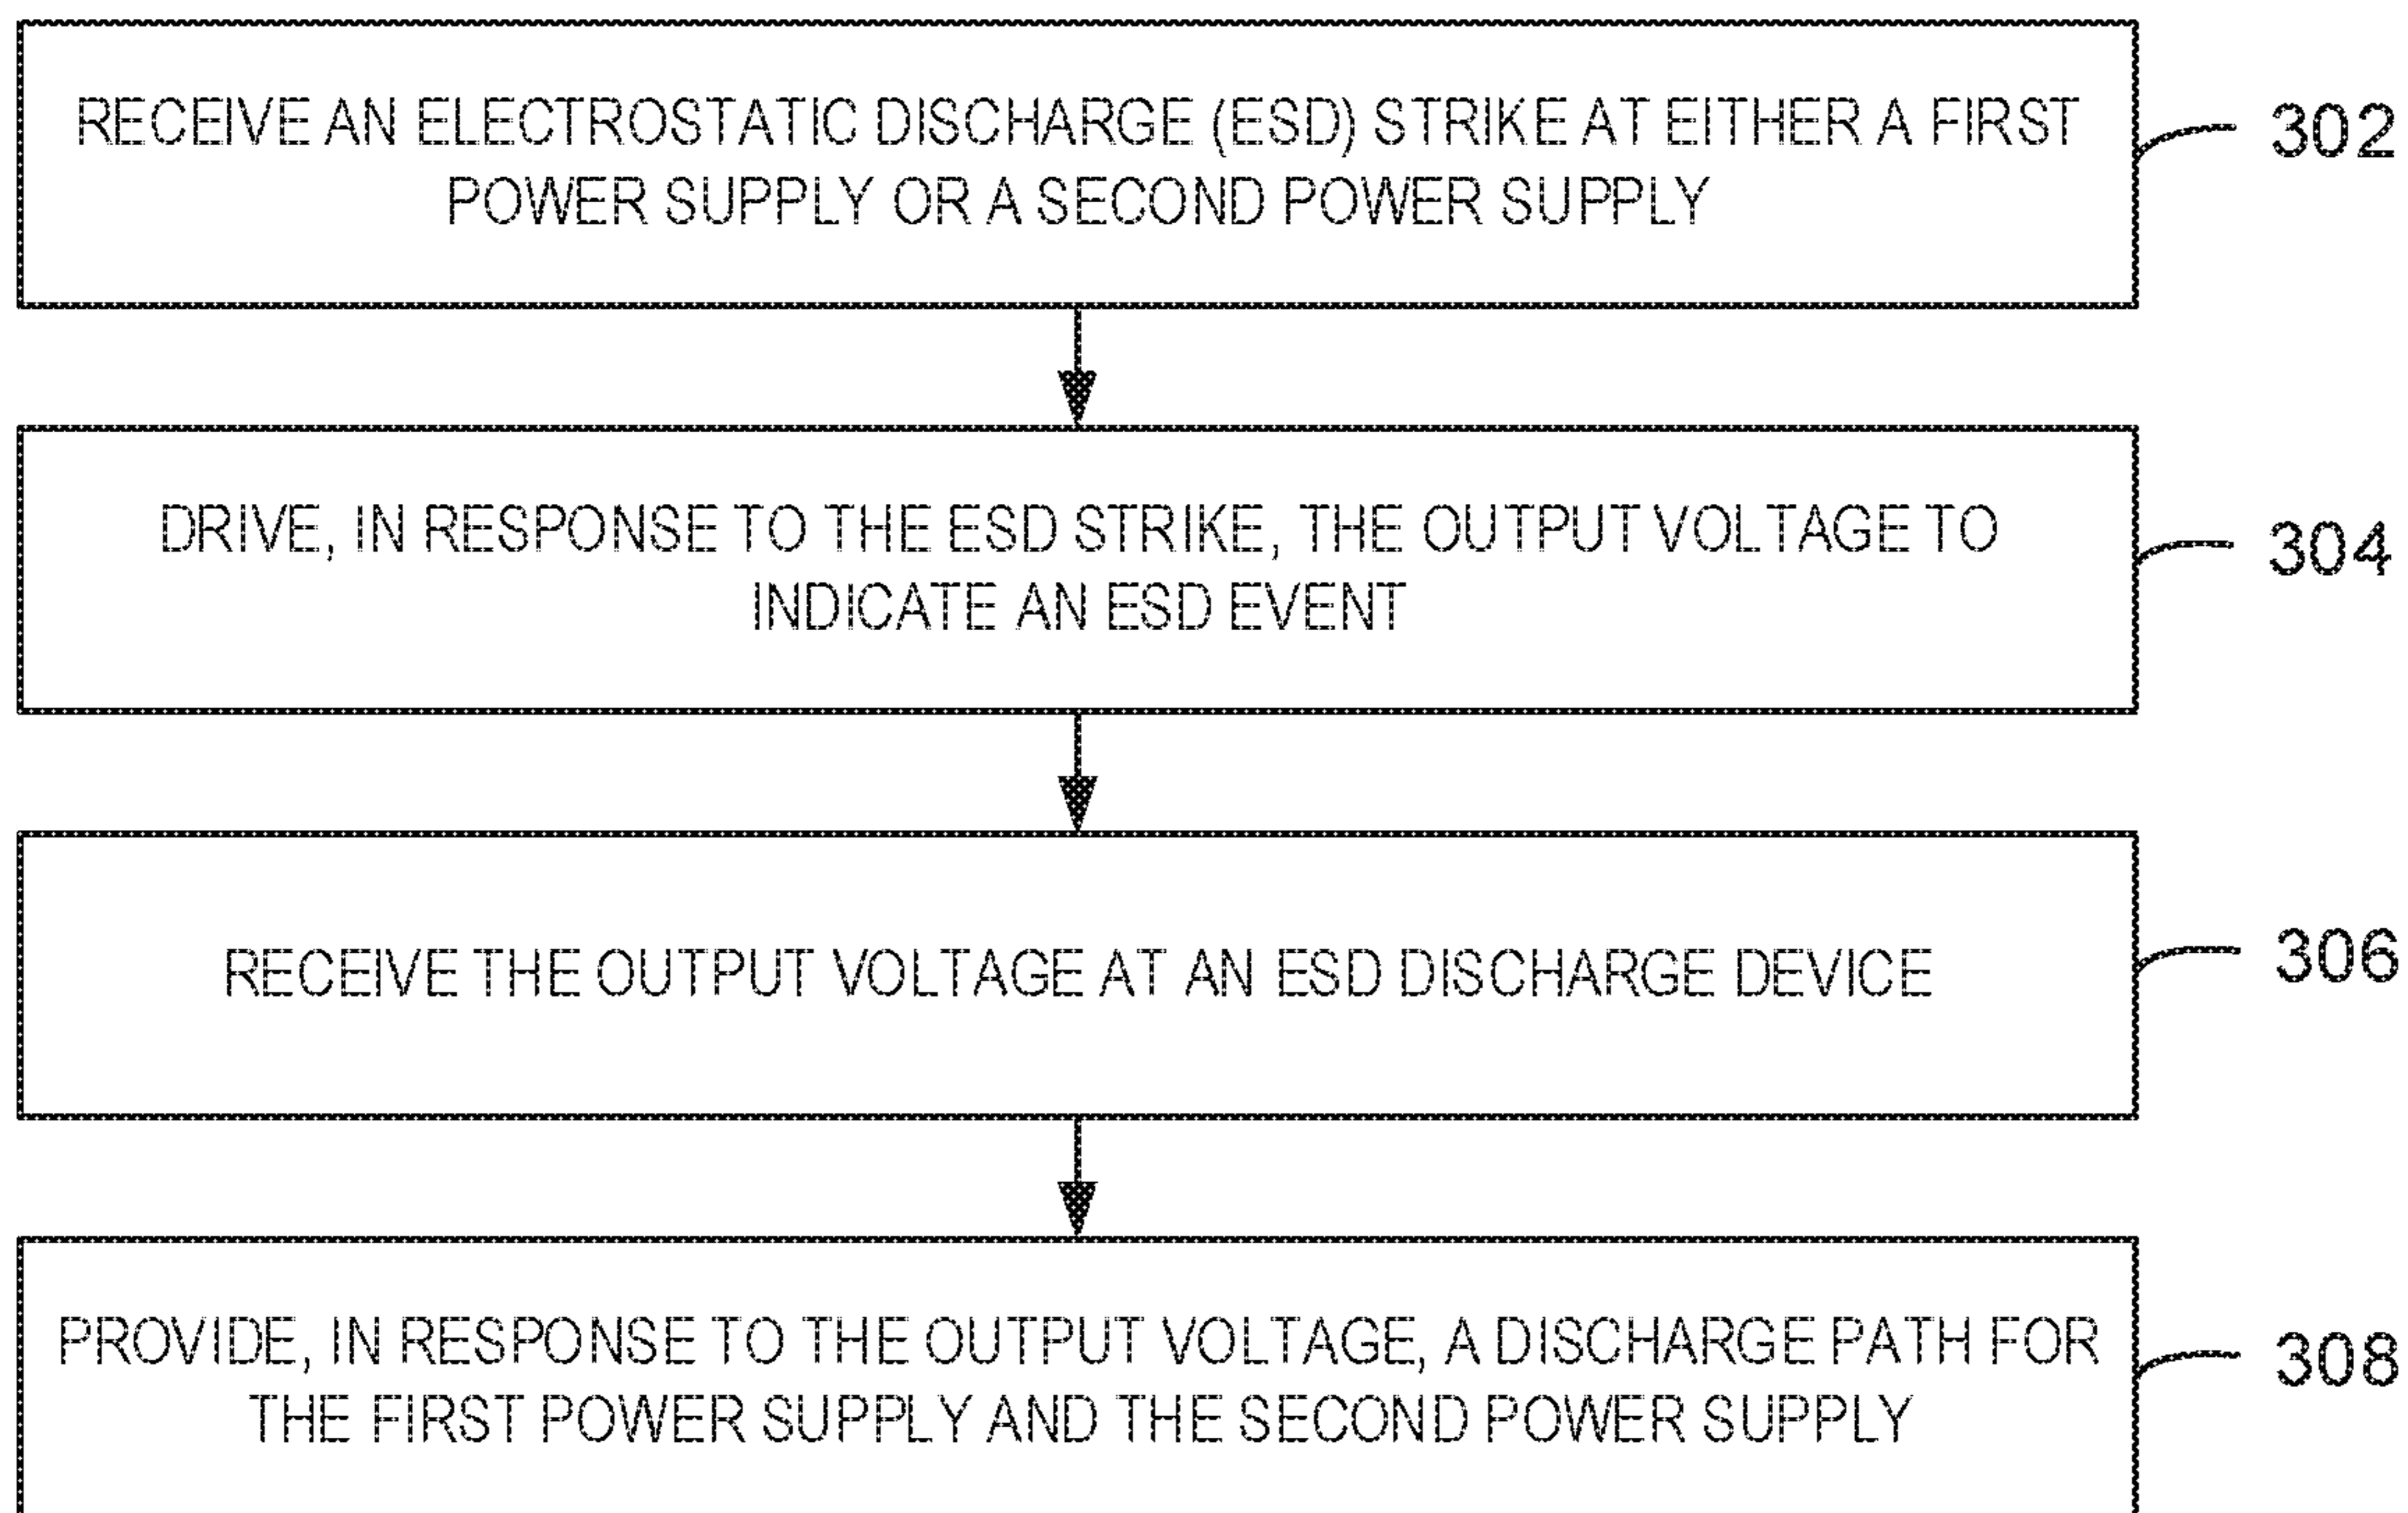 RECEIVE AN ELECTROSTATIC DISCHARGE (ESD) STRIKE AT EITHER A FIRST
POWER SUPPLY OR A SECOND POWER SUPPLY
302
DRIVE, IN RESPONSE TO THE ESD STRIKE, THE OUTPUT VOLTAGE TO
INDICATE AN ESD EVENT
304
RECEIVE THE OUTPUT VOLTAGE AT AN ESD DISCHARGE DEVICE
306
PROVIDE, IN RESPONSE TO THE OUTPUT VOLTAGE, A DISCHARGE PATH FOR
THE FIRST POWER SUPPLY AND THE SECOND POWER SUPPLY
308